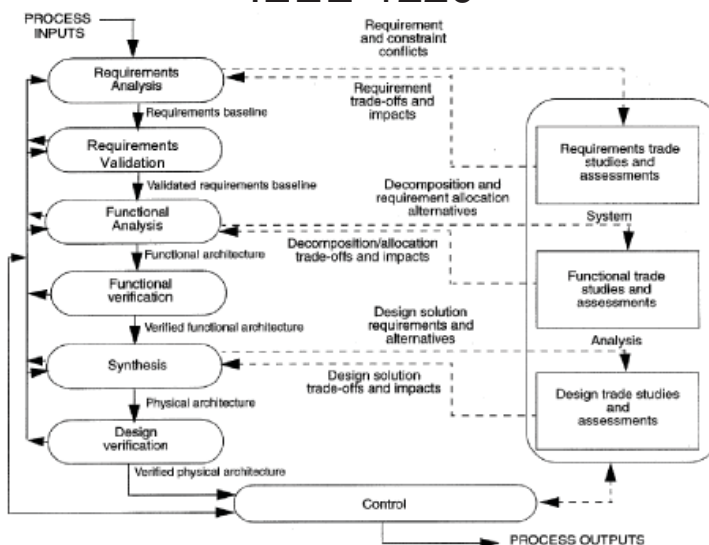 PROCESS
INPUTS
Requirements
Analysis
Requirements baseline
Requirements
Validation
Validated requirements baseline
Functional
Analysis
Functional architecture
Functional
verification
Verified functional architecture
Synthesis
Physical architecture
Design
verification
Verified physical architecture
Control
PROCESS OUTPUTS
Requirement
and constraint
conflicts
Requirement
trade-offs and
impacts
Decomposition and
requirement allocation
alternatives
Decomposition/allocation
trade-offs and impacts
Design solution
requirements and
alternatives
Design solution
trade-offs and impacts
Requirements trade
studies and
assessments
System
Functional trade
studies and
assessments
Analysis
Design trade studies
and
assessments